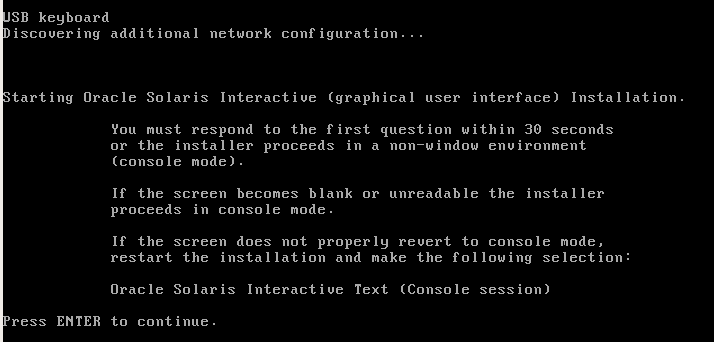 USB keyboard
Discovering additional network configuration...
Starting Oracle Solaris Interactive (graphical user interface) Installation.
You must respond to the first question within 30 seconds
or the installer proceeds in a non-window environment
(console mode).
If the screen becomes blank or unreadable the installer
proceeds in console mode.
If the screen does not properly revert to console mode,
restart the installation and make the following selection:
Oracle Solaris Interactive Text (Console session)
Press ENTER to continue.